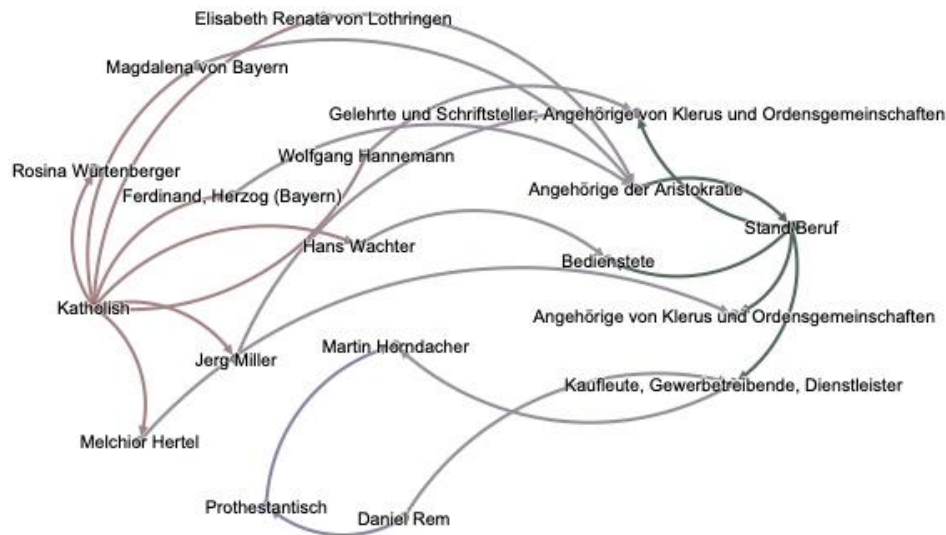 Elisabeth Renata von Lothringen
Magdalena von Bayern
Gelehrte und Schriftsteller; Angehörige von Klerus und Ordensgemeinschaften
Wolfgang Hannemann
Rosina Würtenberger
Angehörige der Aristokratie
Ferdinand, Herzog (Bayern)
Stand/Beruf
Hans Wachter
Bedienstete
Katholish
Angehörige von Klerus und Ordensgemeinschaften
Martin Horndacher
Jerg Miller
Kaufleute, Gewerbetreibende, Dienstleister
Melchior Hertel
Prothestantisch
Daniel Rem